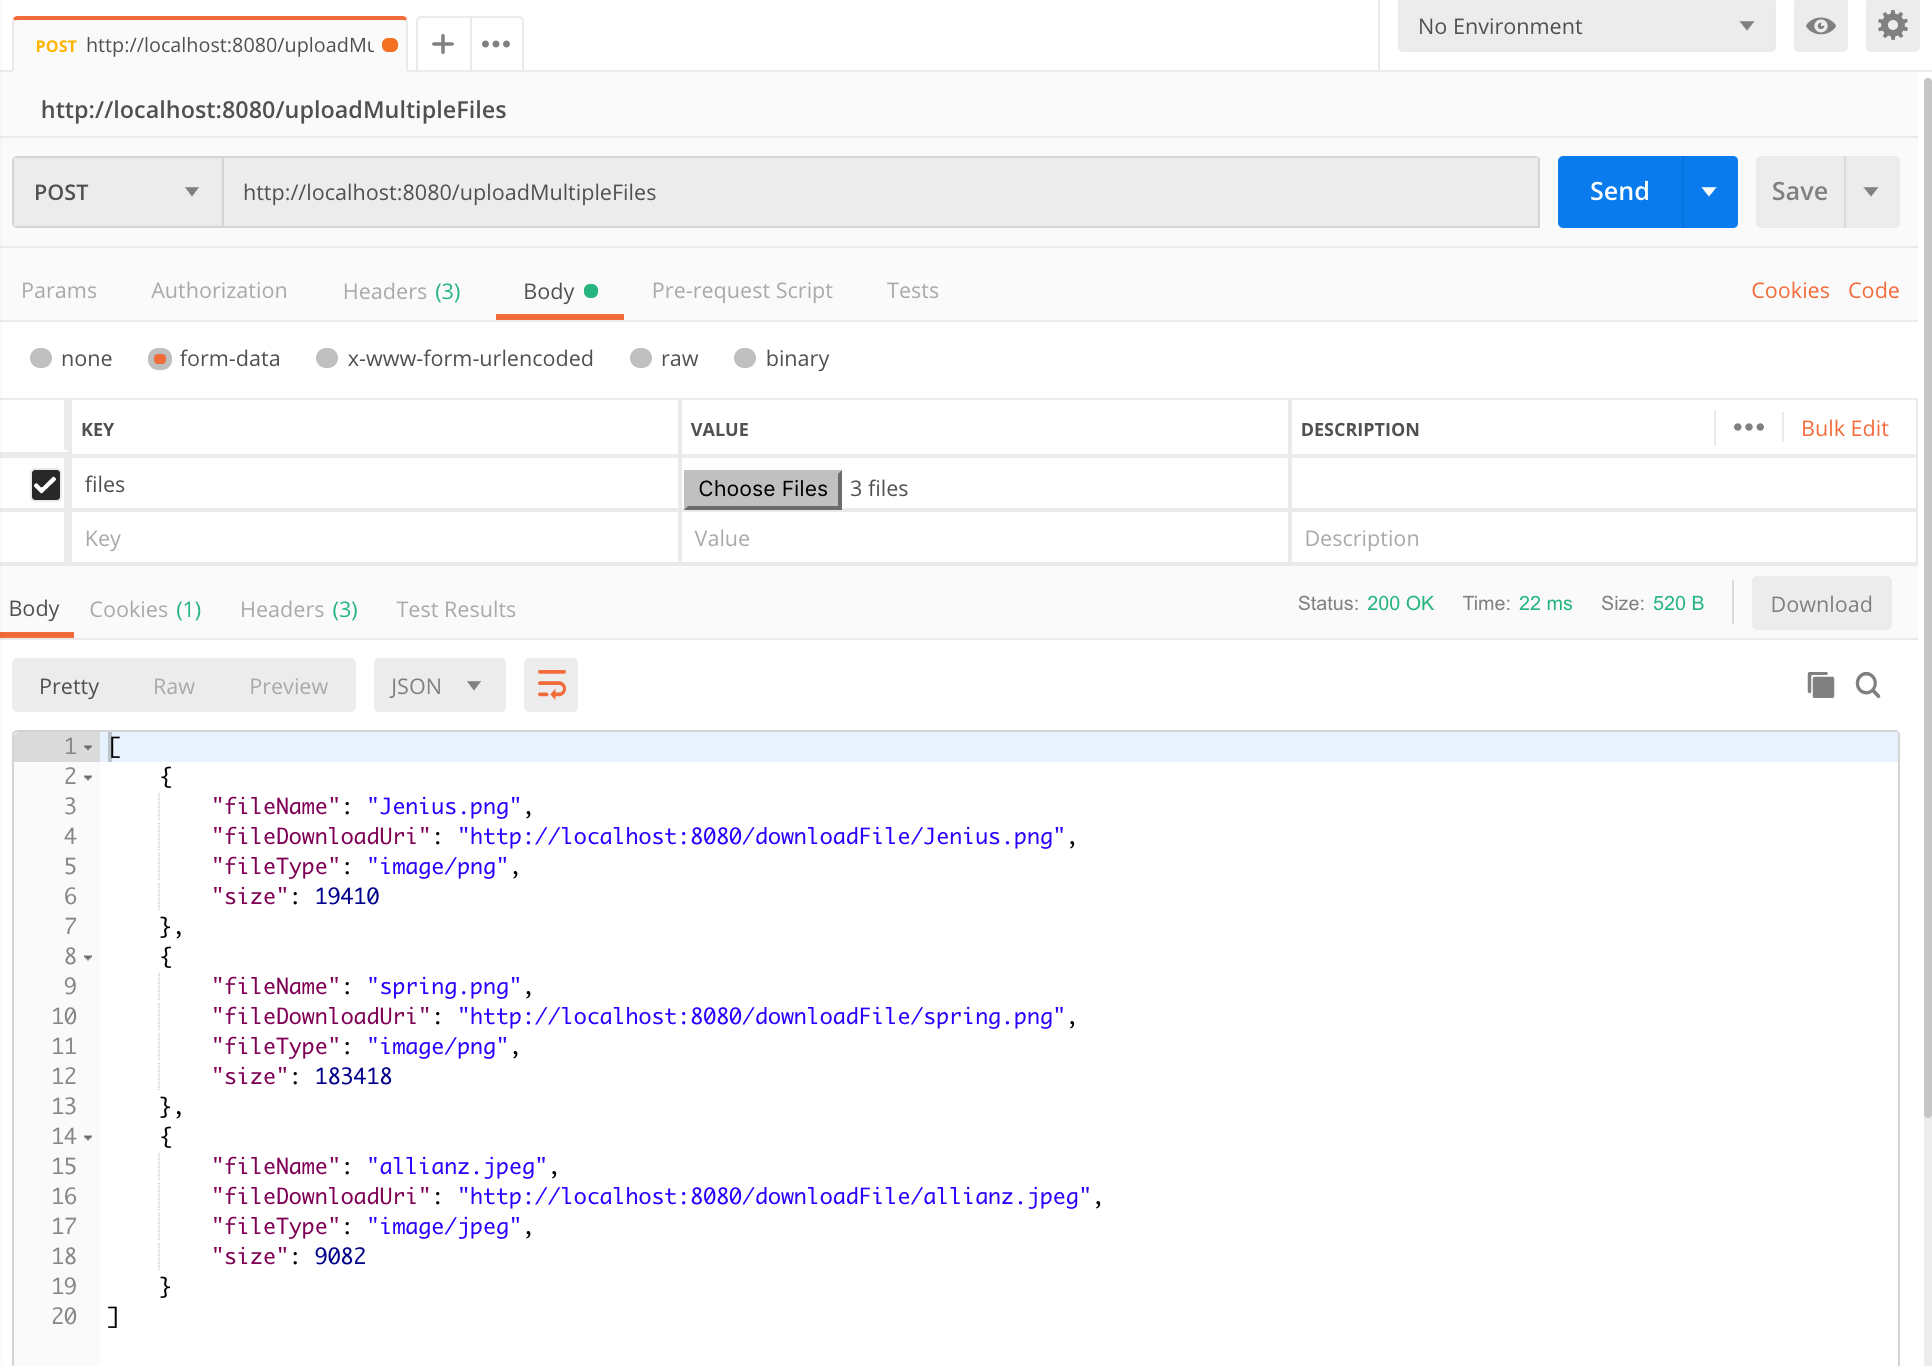 POST http://localhost:8080/uploadMu
No Environment
http://localhost:8080/uploadMultipleFiles
POST http://localhost:8080/uploadMultipleFiles Send Save
Params Authorization Headers (3) Body Pre-request Script Tests Cookies Code
none form-data x-www-form-urlencoded raw binary
KEY VALUE DESCRIPTION Bulk Edit
files Choose Files 3 files
Key Value Description
Body Cookies (1) Headers (3) Test Results Status: 200 OK Time: 22 ms Size: 520 B Download
Pretty Raw Preview JSON
1 [
2 {
3 "fileName": "Jenius.png",
4 "fileDownloadUri": "http://localhost:8080/downloadFile/Jenius.png",
5 "fileType": "image/png",
6 "size": 19410
7 },
8 {
9 "fileName": "spring.png",
10 "fileDownloadUri": "http://localhost:8080/downloadFile/spring.png",
11 "fileType": "image/png",
12 "size": 183418
13 },
14 {
15 "fileName": "allianz.jpeg",
16 "fileDownloadUri": "http://localhost:8080/downloadFile/allianz.jpeg",
17 "fileType": "image/jpeg",
18 "size": 9082
19 }
20 ]